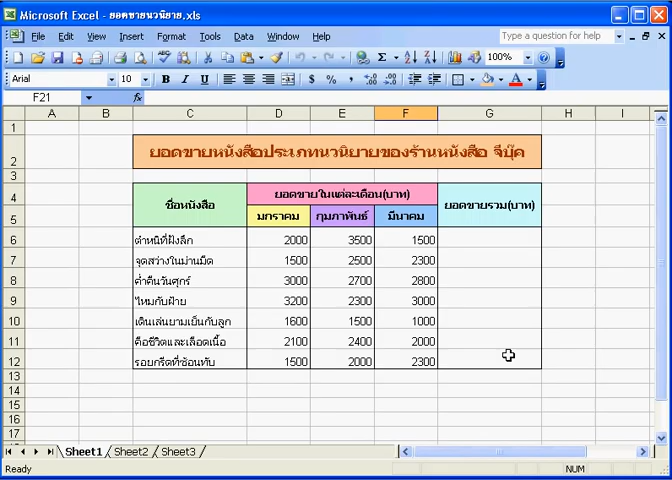 Microsoft Excel - ยอดขายนวนิยาย.xls
File Edit View Insert Format Tools Data Window Help Type a question for help
Σ 100%
Arial 10 B I U $ % ,
F21 fx
A B C D E F G H I
1
2 ยอดขายหนังสือประเภทนวนิยายของร้านหนังสือ จีบุ๊ค
3
4 ชื่อหนังสือ ยอดขายในแต่ละเดือน(บาท) ยอดขายรวม(บาท)
5 มกราคม กุมภาพันธ์ มีนาคม
6 ตำหนิที่ฝังลึก 2000 3500 1500
7 จุดสว่างในม่านมืด 1500 2500 2300
8 ค่ำคืนวันศุกร์ 3000 2700 2800
9 ไหมกับฝ้าย 3200 2300 3000
10 เดินเล่นยามเย็นกับลูก 1600 1500 1000
11 คือชีวิตและเลือดเนื้อ 2100 2400 2000
12 รอยกรีดที่ซ้อนทับ 1500 2000 2300
13
14
15
16
17
Sheet1 Sheet2 Sheet3
Ready NUM